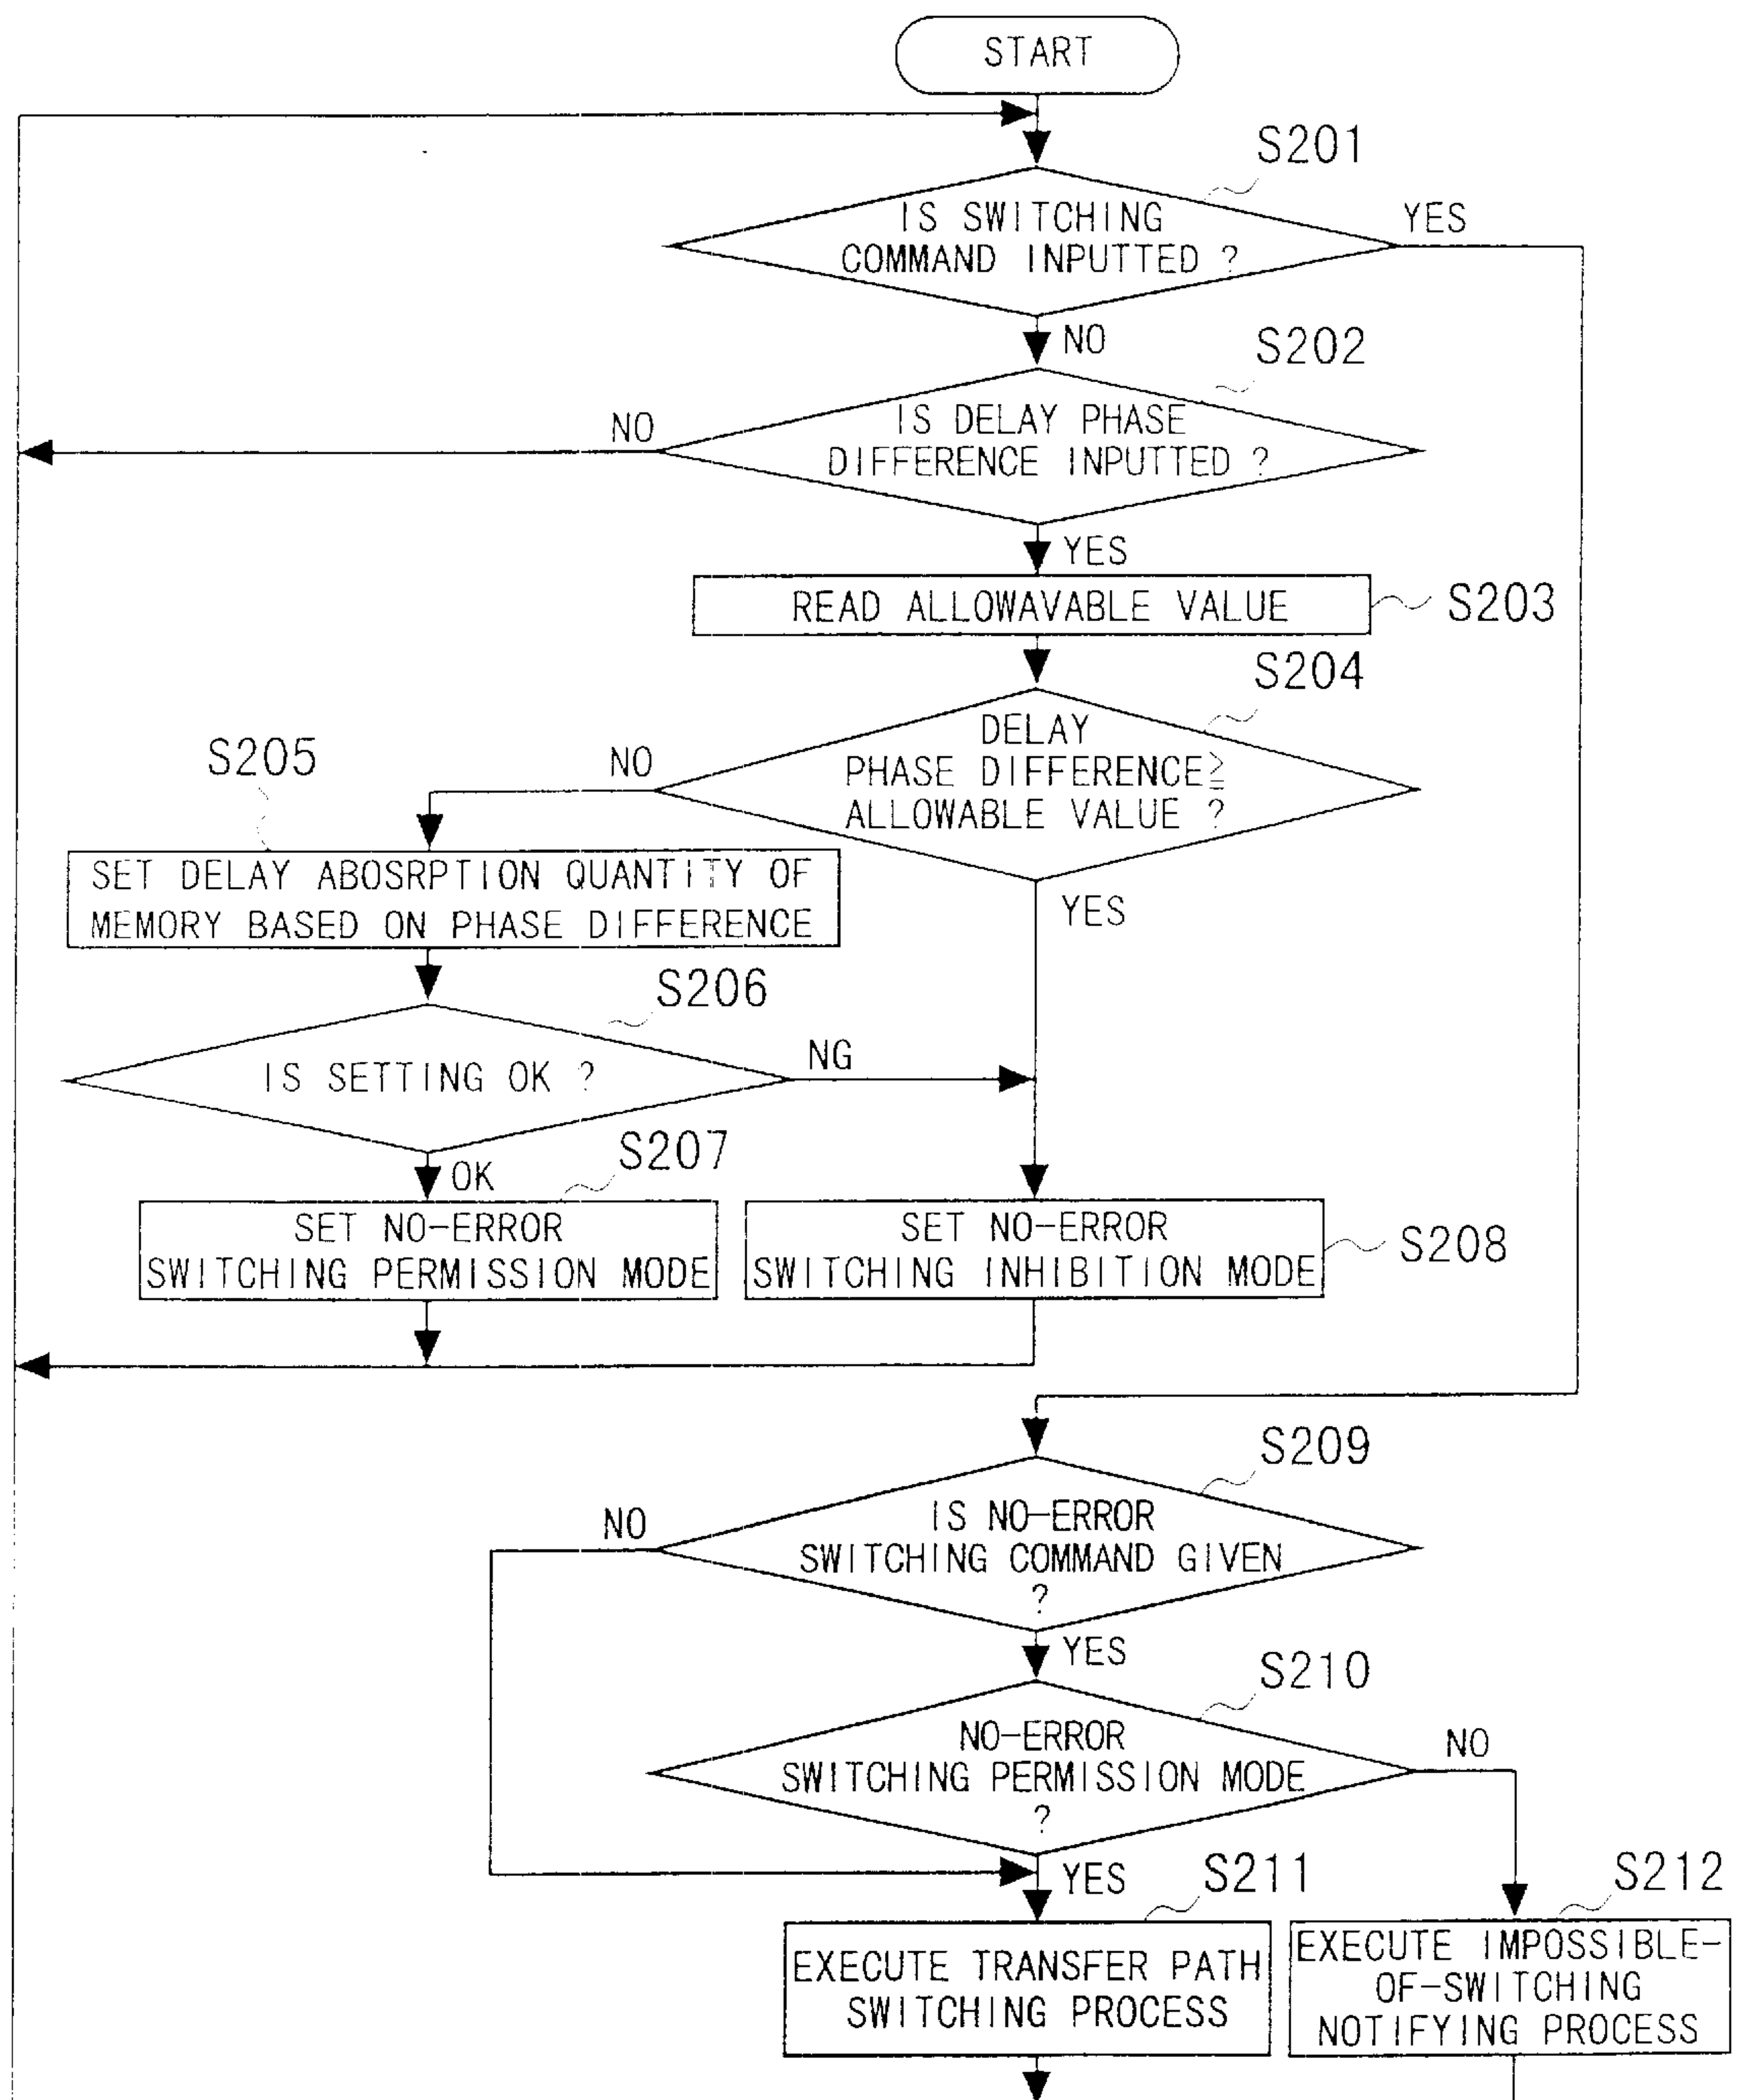 START
S201
IS SWITCHING
COMMAND INPUTTED ?
YES
NO
S202
IS DELAY PHASE
DIFFERENCE INPUTTED ?
NO
YES
READ ALLOWAVABLE VALUE
S203
S204
DELAY
PHASE DIFFERENCE≧
ALLOWABLE VALUE ?
NO
YES
S205
SET DELAY ABOSRPTION QUANTITY OF
MEMORY BASED ON PHASE DIFFERENCE
S206
IS SETTING OK ?
NG
OK
S207
SET NO-ERROR
SWITCHING PERMISSION MODE
SET NO-ERROR
SWITCHING INHIBITION MODE
S208
S209
IS NO-ERROR
SWITCHING COMMAND GIVEN
?
NO
YES
S210
NO-ERROR
SWITCHING PERMISSION MODE
?
NO
YES
S211
EXECUTE TRANSFER PATH
SWITCHING PROCESS
S212
EXECUTE IMPOSSIBLE-
OF-SWITCHING
NOTIFYING PROCESS